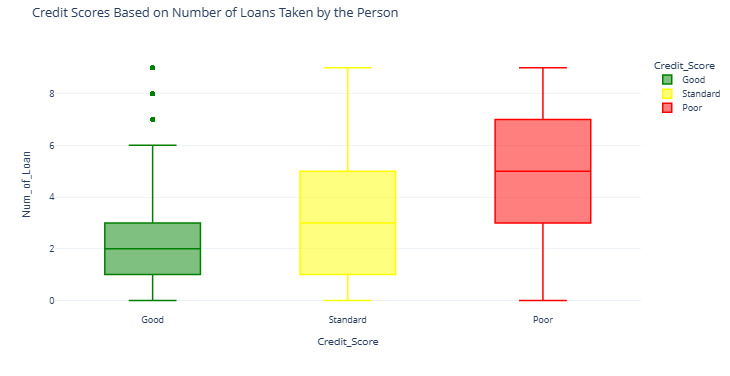 Credit Scores Based on Number of Loans Taken by the Person
Credit_Score
Good
Standard
Poor
Num_of_Loan
8
6
4
2
0
Good Standard Poor
Credit_Score